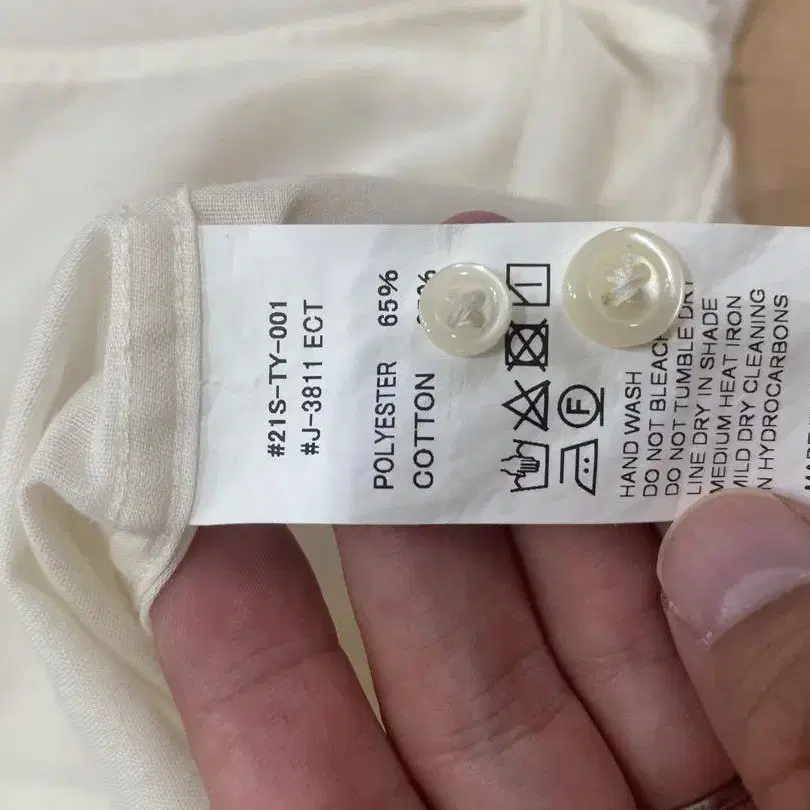 #21S-TY-001
#J-3811 ECT
POLYESTER 65%
COTTON
F
HAND WASH
DO NOT BLEACH
DO NOT TUMBLE DRY
LINE DRY IN SHADE
MEDIUM HEAT IRON
MILD DRY CLEANING
IN HYDROCARBONS